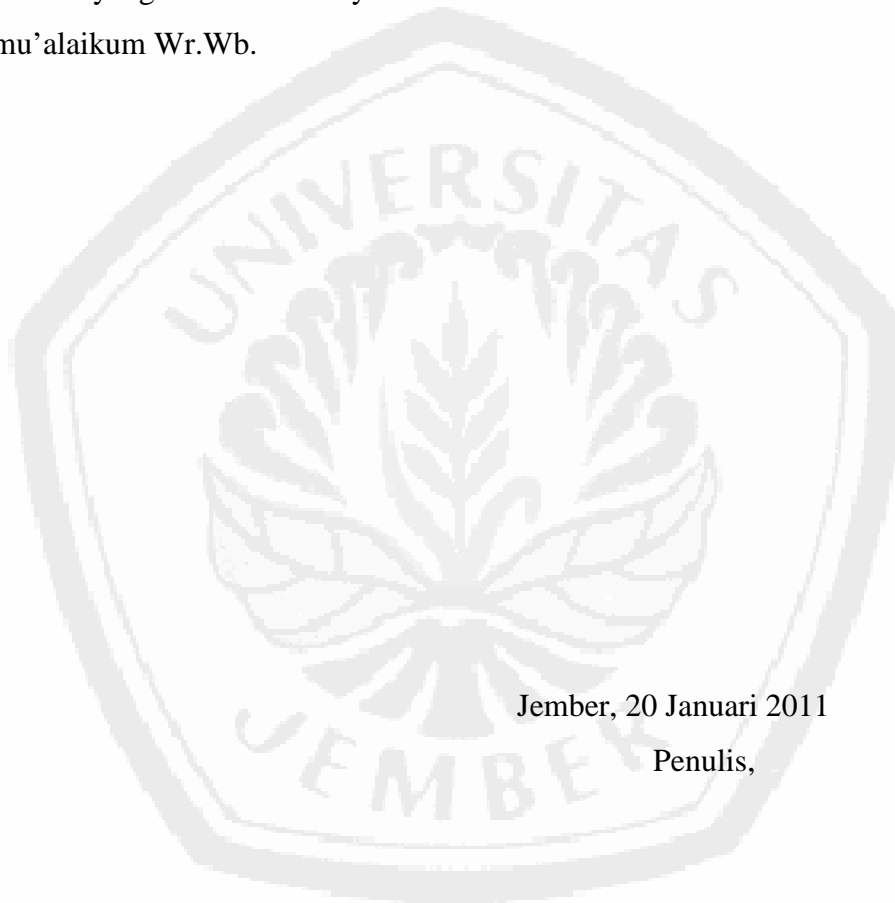 mu’alaikum Wr.Wb.
UNIVERSITAS
Jember, 20 Januari 2011
Penulis,
JEMBER